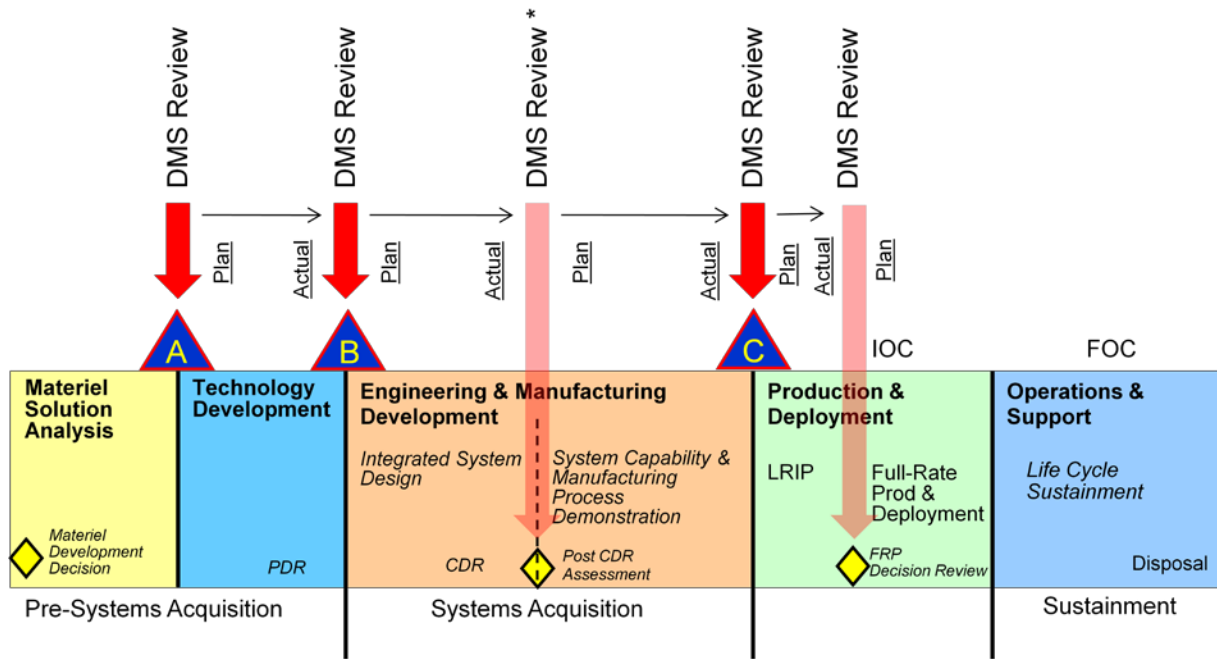 DMS Review
DMS Review
DMS Review *
DMS Review
DMS Review
Plan
Actual
Plan
Actual
Plan
Actual
Plan
Actual
Plan
A
B
C
IOC
FOC
Materiel
Solution
Analysis
Technology
Development
Engineering & Manufacturing
Development
Production &
Deployment
Operations &
Support
Integrated System
Design
System Capability &
Manufacturing
Process
Demonstration
LRIP
Full-Rate
Prod &
Deployment
Life Cycle
Sustainment
Materiel
Development
Decision
PDR
CDR
Post CDR
Assessment
FRP
Decision Review
Disposal
Pre-Systems Acquisition
Systems Acquisition
Sustainment